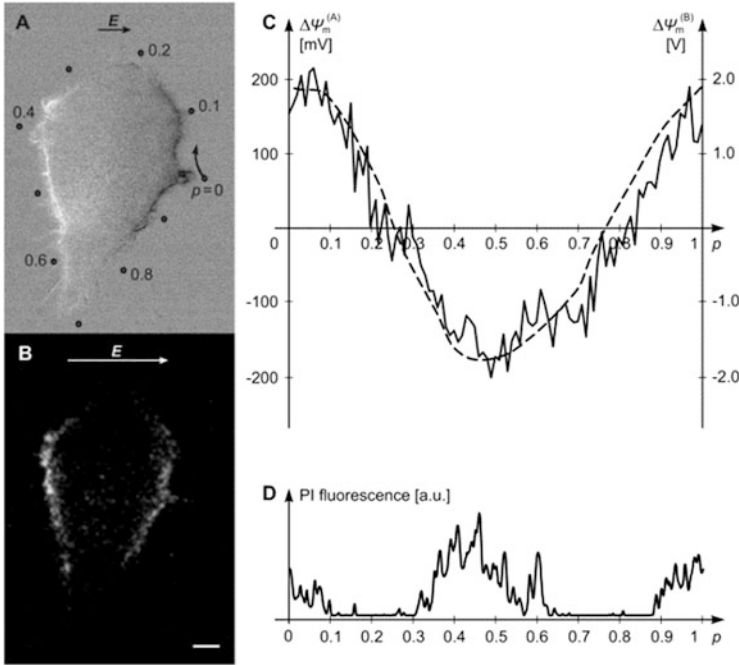 A
E
0.2
0.1
0.4
p=0
0.6
0.8
B
E
C
ΔΨm(A)
[mV]
ΔΨm(B)
[V]
200
2.0
100
1.0
0
0.1 0.2 0.3 0.4 0.5 0.6 0.7 0.8 0.9 1 p
-100
-1.0
-200
-2.0
D PI fluorescence [a.u.]
0 0.1 0.2 0.3 0.4 0.5 0.6 0.7 0.8 0.9 1 p